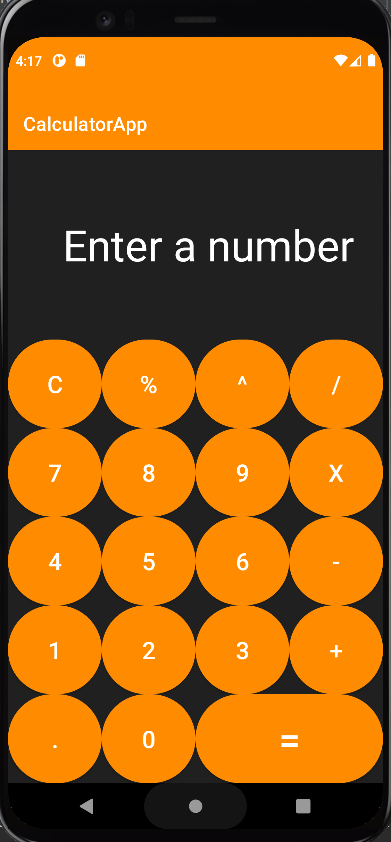 4:17
CalculatorApp
Enter a number
C % ^ /
7 8 9 X
4 5 6 -
1 2 3 +
. 0 =